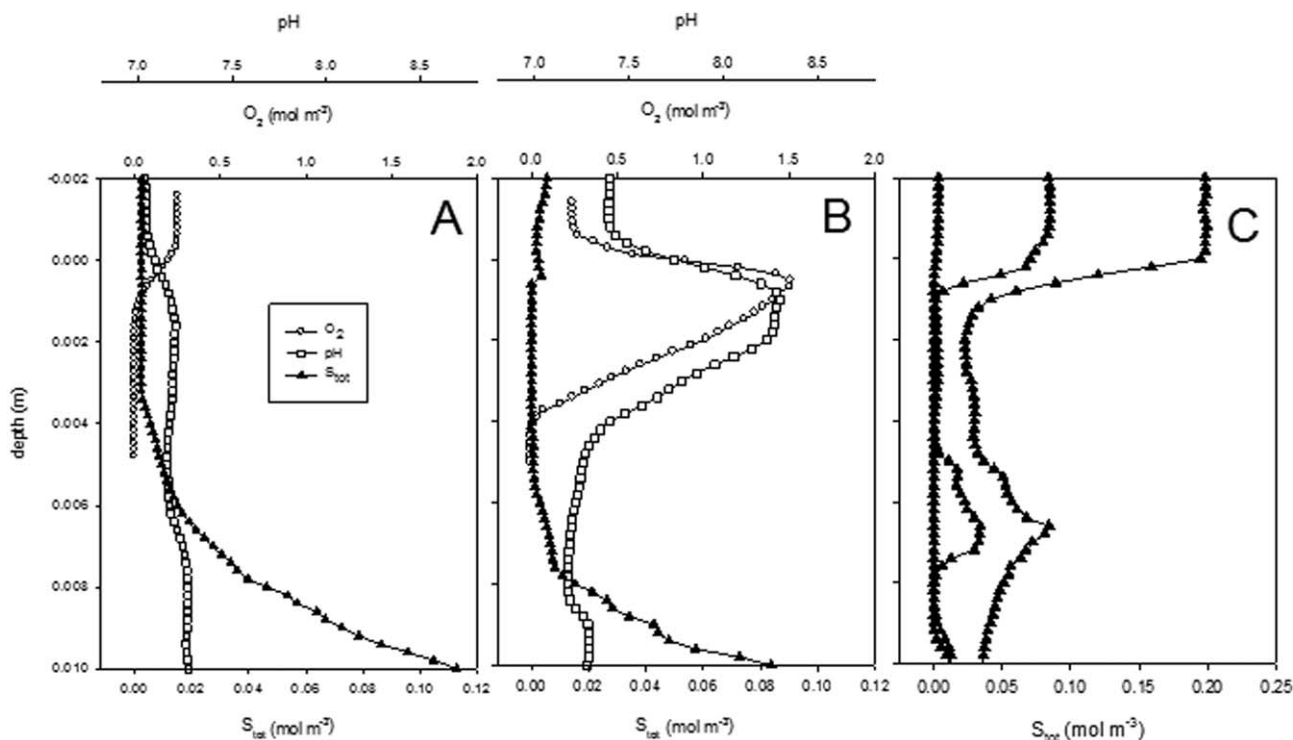 pH pH
7.0 7.5 8.0 8.5 7.0 7.5 8.0 8.5
O₂ (mol m⁻³) O₂ (mol m⁻³)
0.0 0.5 1.0 1.5 2.0 0.0 0.5 1.0 1.5 2.0
-0.002
A B C
0.000
O₂
pH
Sₜₒₜ
0.002
depth (m)
0.004
0.006
0.008
0.010
0.00 0.02 0.04 0.06 0.08 0.10 0.12 0.00 0.02 0.04 0.06 0.08 0.10 0.12 0.00 0.05 0.10 0.15 0.20 0.25
Sₜₒₜ (mol m⁻³) Sₜₒₜ (mol m⁻³) Sₜₒₜ (mol m⁻³)